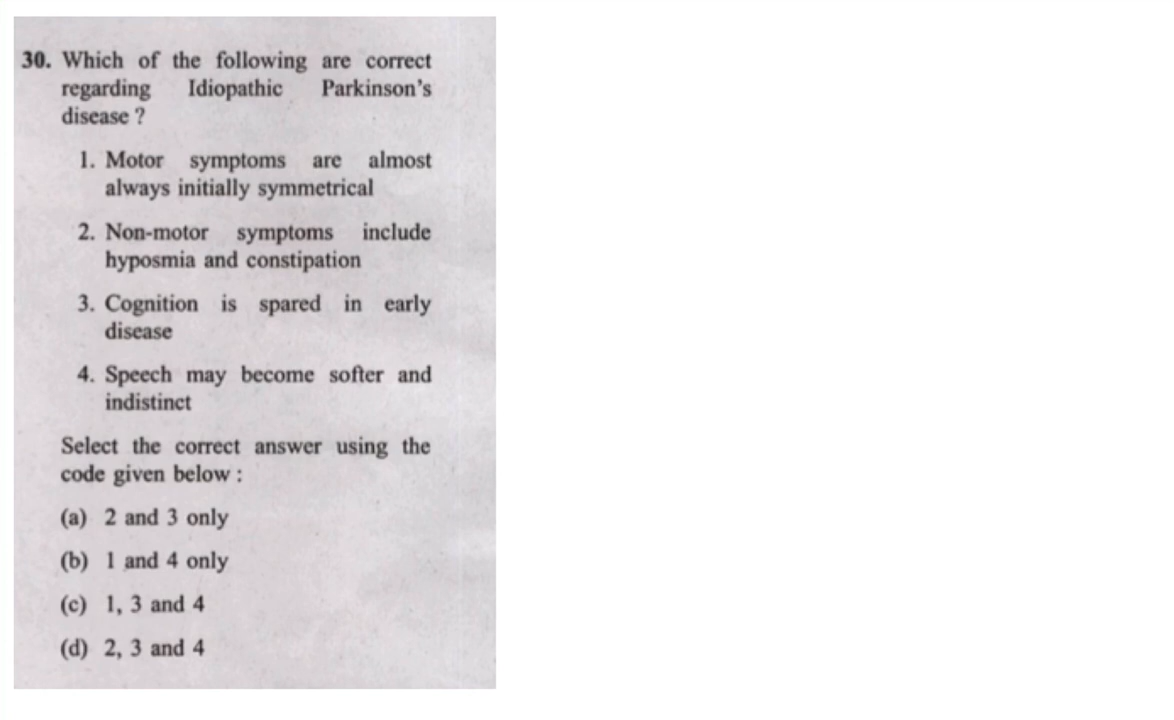 30. Which of the following are correct
regarding Idiopathic Parkinson's
disease ?
1. Motor symptoms are almost
always initially symmetrical
2. Non-motor symptoms include
hyposmia and constipation
3. Cognition is spared in early
disease
4. Speech may become softer and
indistinct
Select the correct answer using the
code given below :
(a) 2 and 3 only
(b) 1 and 4 only
(c) 1, 3 and 4
(d) 2, 3 and 4